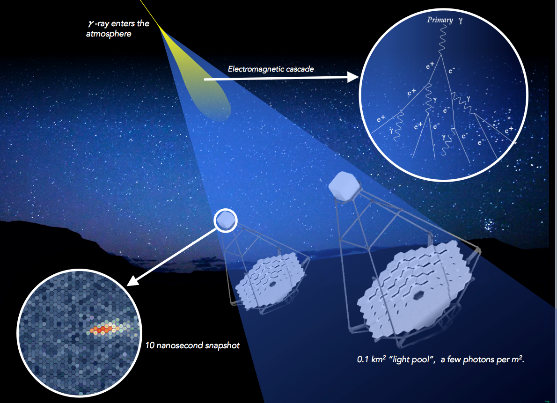 γ-ray enters the
atmosphere
Electromagnetic cascade
Primary γ
e+
e-
γ
γ
e+
γ
e+
e-
e+
e-
γ
e-
e+
e-
10 nanosecond snapshot
0.1 km² "light pool", a few photons per m².